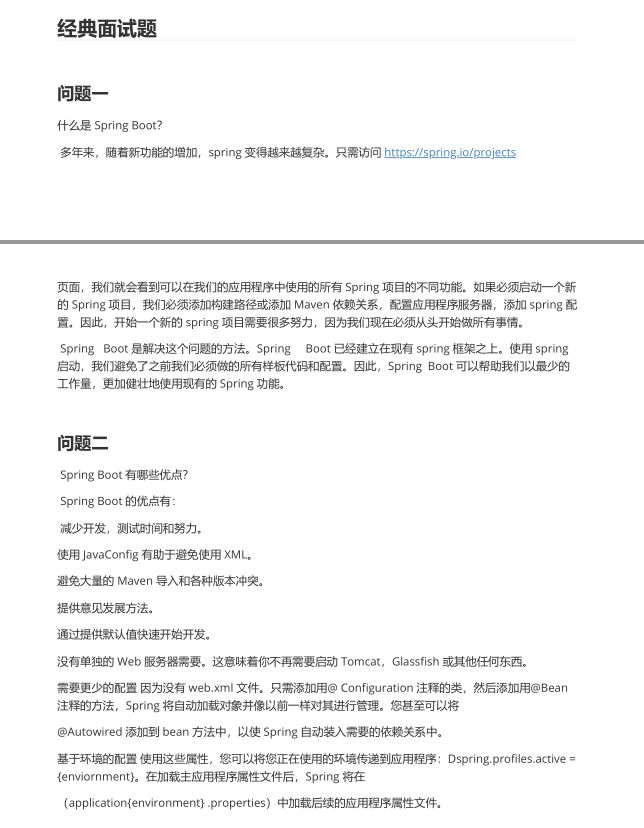 经典面试题
问题一
什么是 Spring Boot？
多年来，随着新功能的增加，spring 变得越来越复杂。只需访问 https://spring.io/projects
页面，我们就会看到可以在我们的应用程序中使用的所有 Spring 项目的不同功能。如果必须启动一个新
的 Spring 项目，我们必须添加构建路径或添加 Maven 依赖关系，配置应用程序服务器，添加 spring 配
置。因此，开始一个新的 spring 项目需要很多努力，因为我们现在必须从头开始做所有事情。
Spring Boot 是解决这个问题的方法。Spring Boot 已经建立在现有 spring 框架之上。使用 spring
启动，我们避免了之前我们必须做的所有样板代码和配置。因此，Spring Boot 可以帮助我们以最少的
工作量，更加健壮地使用现有的 Spring 功能。
问题二
Spring Boot 有哪些优点？
Spring Boot 的优点有：
减少开发，测试时间和努力。
使用 JavaConfig 有助于避免使用 XML。
避免大量的 Maven 导入和各种版本冲突。
提供意见发展方法。
通过提供默认值快速开始开发。
没有单独的 Web 服务器需要。这意味着你不再需要启动 Tomcat，Glassfish 或其他任何东西。
需要更少的配置 因为没有 web.xml 文件。只需添加用@ Configuration 注释的类，然后添加用@Bean
注释的方法，Spring 将自动加载对象并像以前一样对其进行管理。您甚至可以将
@Autowired 添加到 bean 方法中，以使 Spring 自动装入需要的依赖关系中。
基于环境的配置 使用这些属性，您可以将您正在使用的环境传递到应用程序：Dspring.profiles.active =
{enviornment}。在加载主应用程序属性文件后，Spring 将在
（application{environment} .properties）中加载后续的应用程序属性文件。